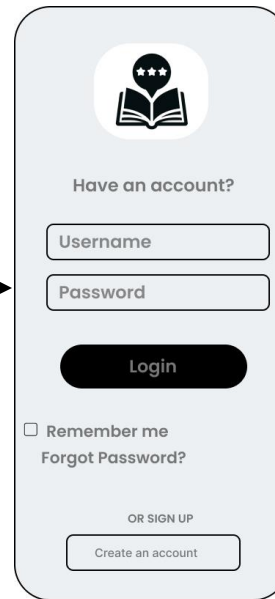 Have an account?
Username
Password
Login
Remember me
Forgot Password?
OR SIGN UP
Create an account